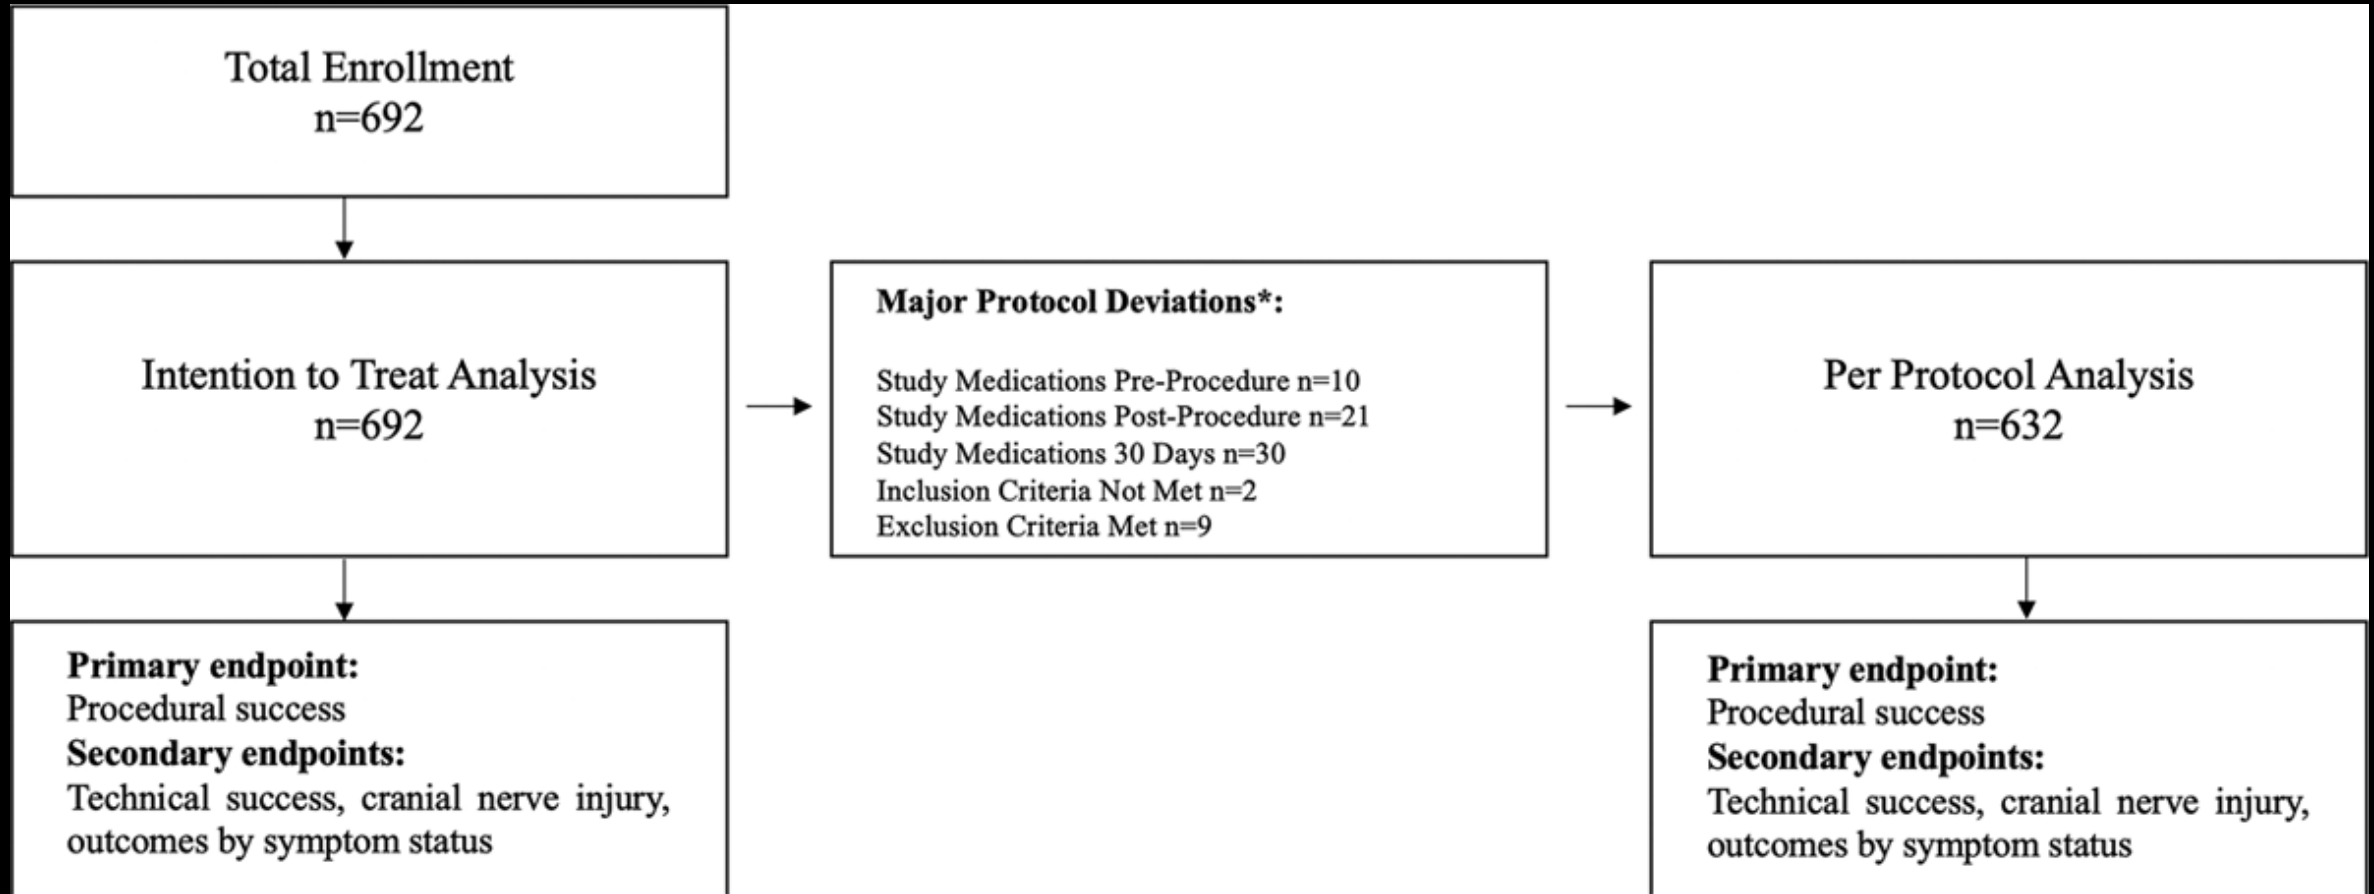 Total Enrollment
n=692
Intention to Treat Analysis
n=692
Major Protocol Deviations*:
Study Medications Pre-Procedure n=10
Study Medications Post-Procedure n=21
Study Medications 30 Days n=30
Inclusion Criteria Not Met n=2
Exclusion Criteria Met n=9
Per Protocol Analysis
n=632
Primary endpoint:
Procedural success
Secondary endpoints:
Technical success, cranial nerve injury,
outcomes by symptom status
Primary endpoint:
Procedural success
Secondary endpoints:
Technical success, cranial nerve injury,
outcomes by symptom status